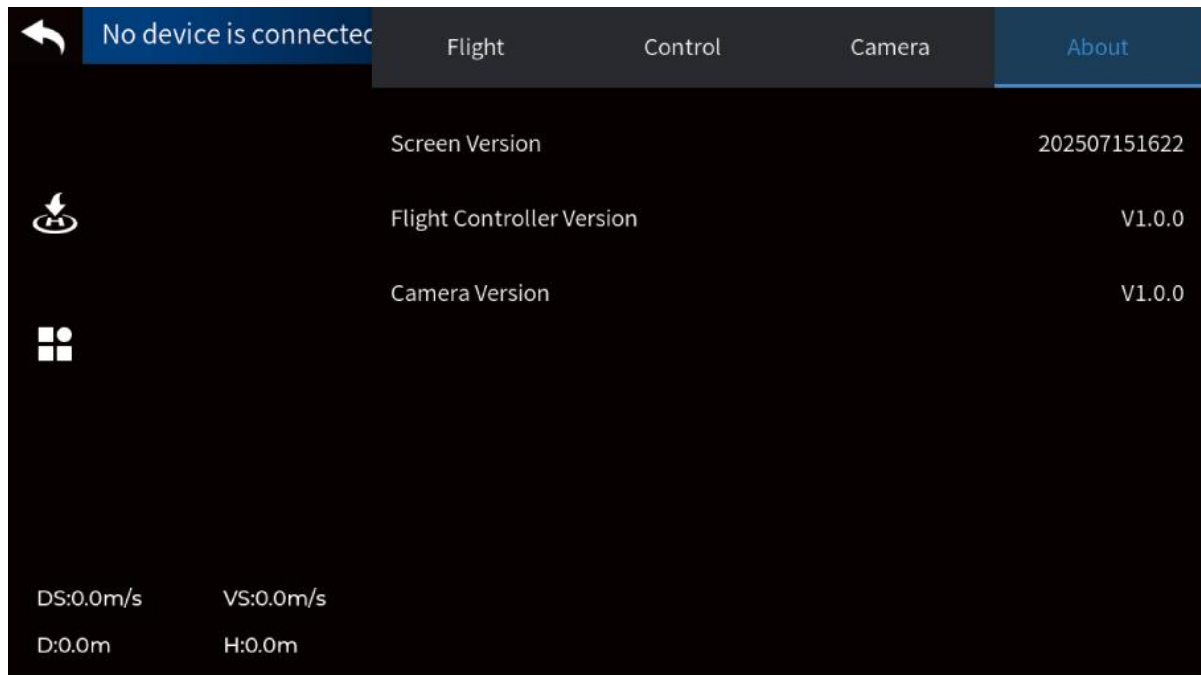 No device is connected
Flight Control Camera About
Screen Version 202507151622
Flight Controller Version V1.0.0
Camera Version V1.0.0
DS:0.0m/s VS:0.0m/s
D:0.0m H:0.0m